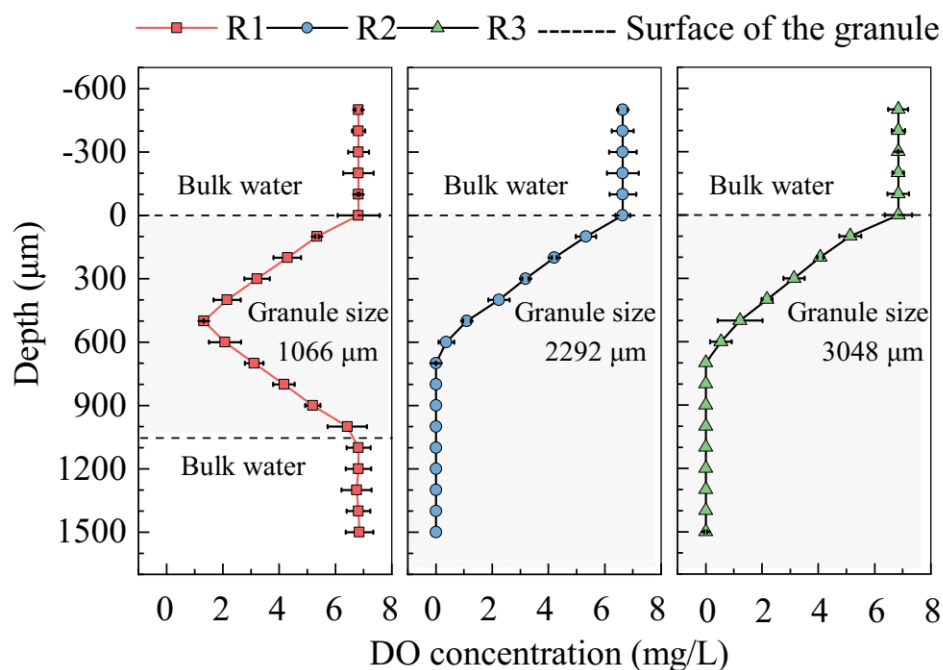 R1 R2 R3 ------- Surface of the granule
Depth (μm)
-600
-300
0
300
600
900
1200
1500
Bulk water
Granule size
1066 μm
Bulk water
0 2 4 6 8
Bulk water
Granule size
2292 μm
0 2 4 6 8
Bulk water
Granule size
3048 μm
0 2 4 6 8
DO concentration (mg/L)